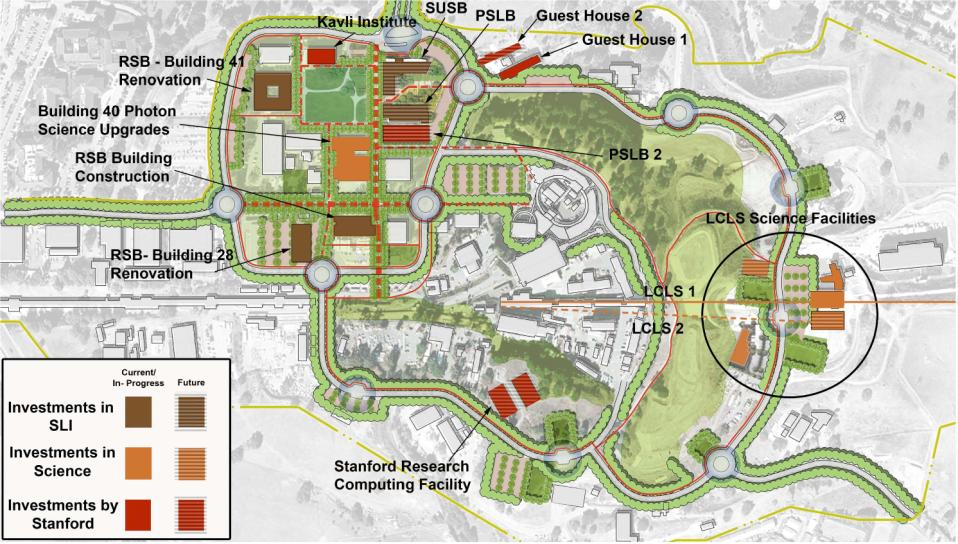 Kavli Institute
SUSB
PSLB
Guest House 2
Guest House 1
RSB - Building 41
Renovation
Building 40 Photon
Science Upgrades
RSB Building
Construction
PSLB 2
LCLS Science Facilities
RSB- Building 28
Renovation
LCLS 1
LCLS 2
Stanford Research
Computing Facility
Current/
In- Progress
Future
Investments in
SLI
Investments in
Science
Investments by
Stanford